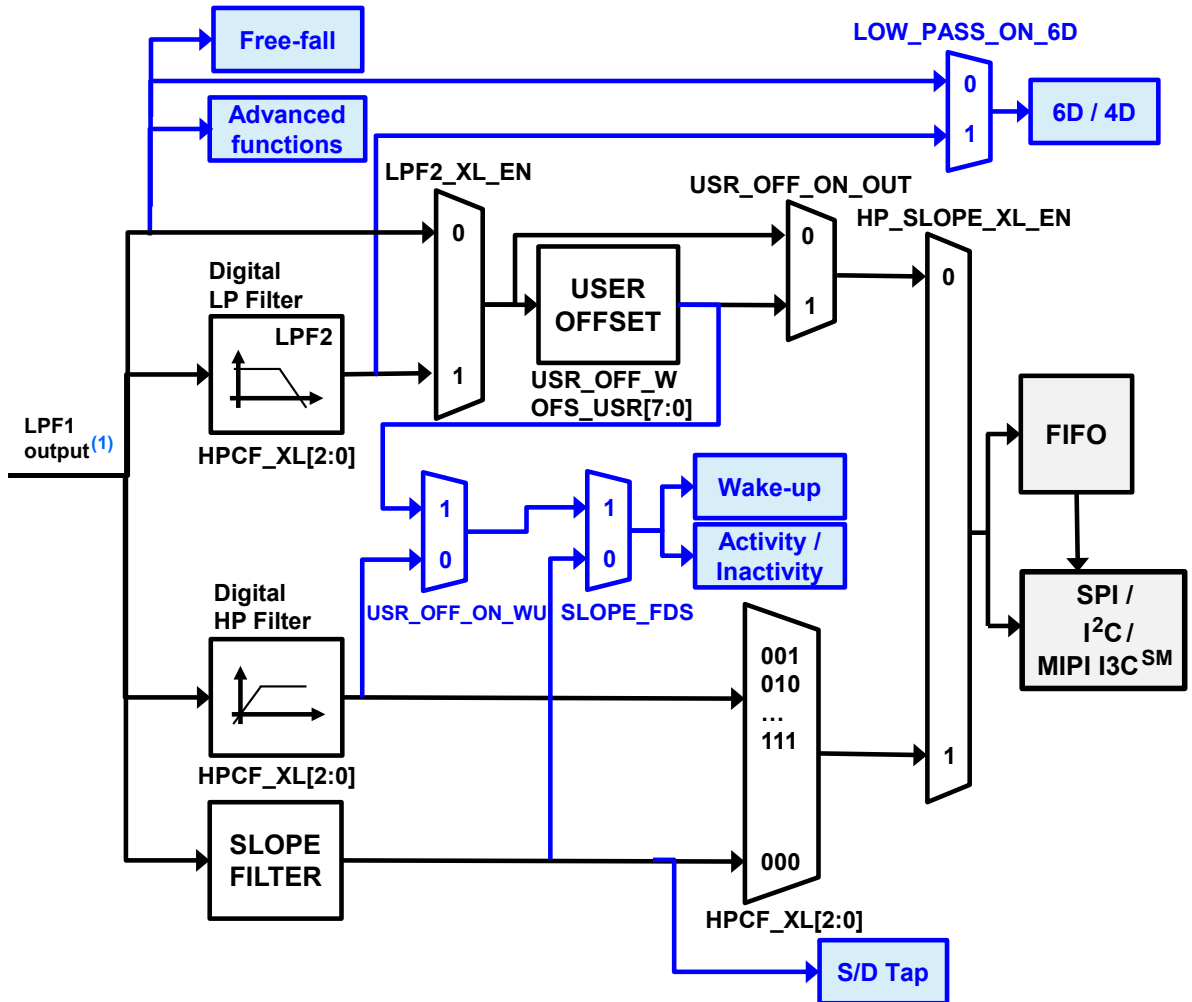 Free-fall
LOW_PASS_ON_6D
0
1
6D / 4D
Advanced
functions
LPF2_XL_EN
0
1
USR_OFF_ON_OUT
0
1
HP_SLOPE_XL_EN
0
1
Digital
LP Filter
LPF2
HPCF_XL[2:0]
USER
OFFSET
USR_OFF_W
OFS_USR[7:0]
LPF1
output(1)
FIFO
SPI /
I²C /
MIPI I3C℠
1
0
USR_OFF_ON_WU
1
0
SLOPE_FDS
Wake-up
Activity /
Inactivity
Digital
HP Filter
HPCF_XL[2:0]
001
010
…
111
000
HPCF_XL[2:0]
SLOPE
FILTER
S/D Tap